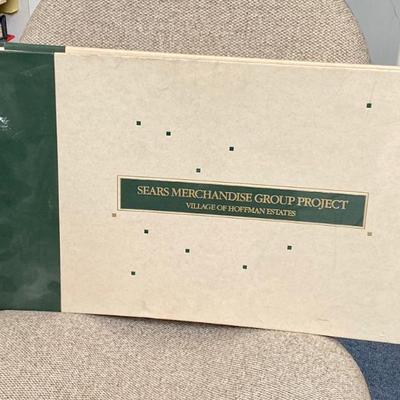 SEARS MERCHANDISE GROUP PROJECT
VILLAGE OF HOFFMAN ESTATES